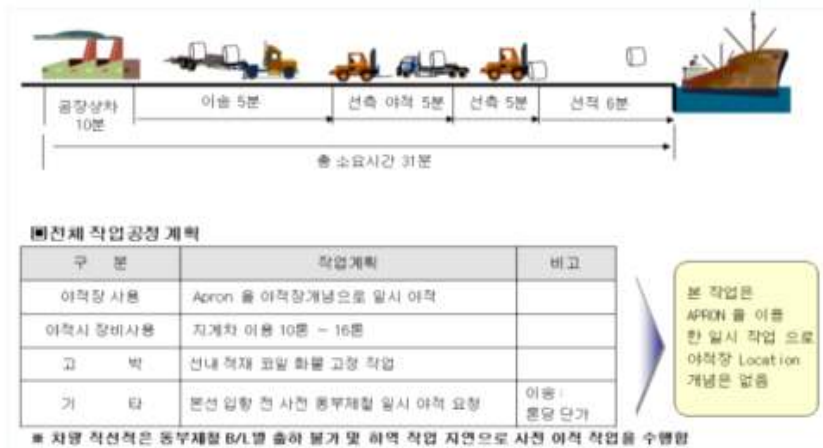 공장상차
10분
이송 5분
선측 야적 5분
선측 5분
선적 6분
총 소요시간 31분
▣전체 작업공정 계획
구 분
작업계획
비고
야적장 사용
Apron 을 야적장개념으로 일시 야적
야적시 장비사용
지게차 이용 10톤 ~ 16톤
고 박
선내 적재 코일 화물 고정 작업
기 타
본선 입항 전 사전 동부제철 일시 야적 요청
이송:
톤당 단가
본 작업은
APRON 을 이용
한 일시 작업 으로
야적장 Location
개념은 없음
※ 차량 직선적은 동부제철 B/L별 출하 불가 및 하역 작업 지연으로 사전 야적 작업을 수행함